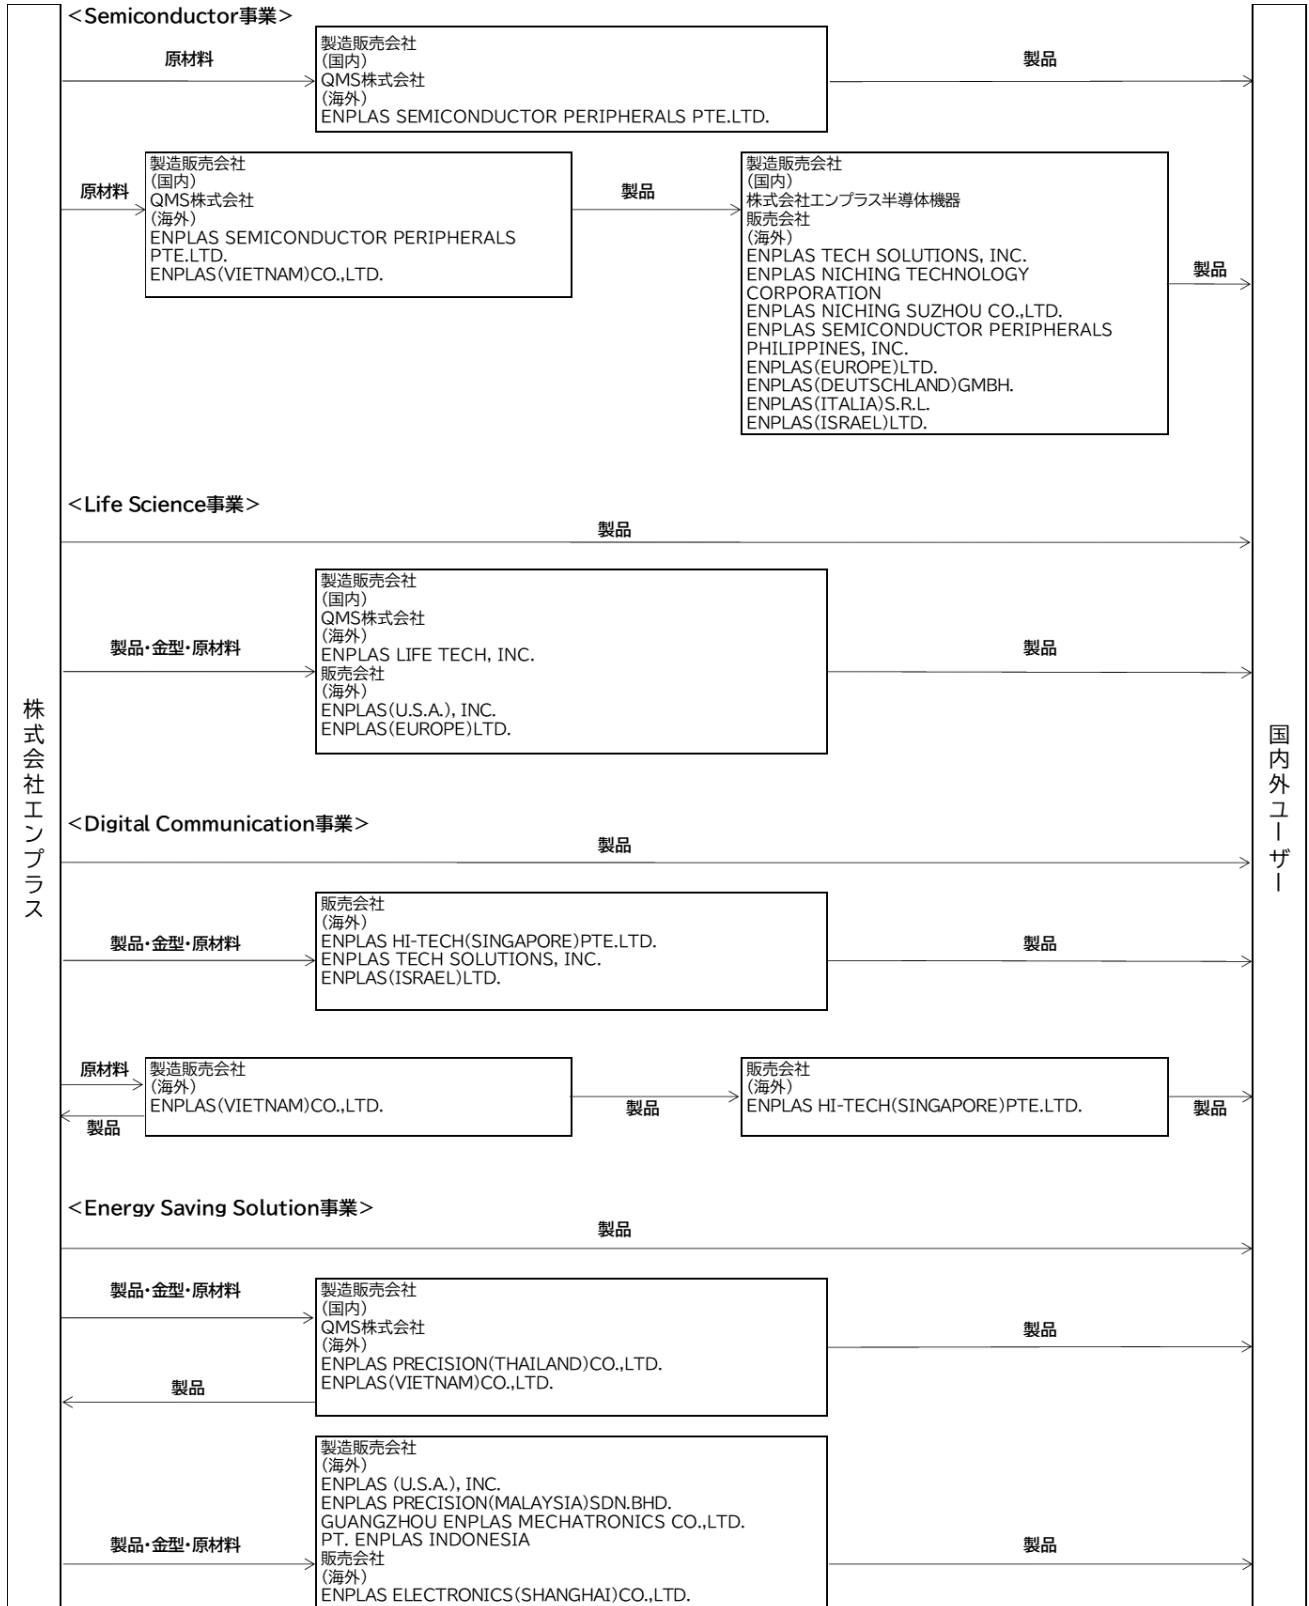 ＜Semiconductor事業＞
原材料
製造販売会社
(国内)
QMS株式会社
(海外)
ENPLAS SEMICONDUCTOR PERIPHERALS PTE.LTD.
製品
原材料
製造販売会社
(国内)
QMS株式会社
(海外)
ENPLAS SEMICONDUCTOR PERIPHERALS
PTE.LTD.
ENPLAS(VIETNAM)CO.,LTD.
製品
製造販売会社
(国内)
株式会社エンプラス半導体機器
販売会社
(海外)
ENPLAS TECH SOLUTIONS, INC.
ENPLAS NICHING TECHNOLOGY
CORPORATION
ENPLAS NICHING SUZHOU CO.,LTD.
ENPLAS SEMICONDUCTOR PERIPHERALS
PHILIPPINES, INC.
ENPLAS(EUROPE)LTD.
ENPLAS(DEUTSCHLAND)GMBH.
ENPLAS(ITALIA)S.R.L.
ENPLAS(ISRAEL)LTD.
製品
＜Life Science事業＞
製品
製品・金型・原材料
製造販売会社
(国内)
QMS株式会社
(海外)
ENPLAS LIFE TECH, INC.
販売会社
(海外)
ENPLAS(U.S.A.), INC.
ENPLAS(EUROPE)LTD.
製品
株式会社エンプラス
国内外ユーザー
＜Digital Communication事業＞
製品
製品・金型・原材料
販売会社
(海外)
ENPLAS HI-TECH(SINGAPORE)PTE.LTD.
ENPLAS TECH SOLUTIONS, INC.
ENPLAS(ISRAEL)LTD.
製品
原材料
製品
製造販売会社
(海外)
ENPLAS(VIETNAM)CO.,LTD.
製品
販売会社
(海外)
ENPLAS HI-TECH(SINGAPORE)PTE.LTD.
製品
＜Energy Saving Solution事業＞
製品
製品・金型・原材料
製品
製造販売会社
(国内)
QMS株式会社
(海外)
ENPLAS PRECISION(THAILAND)CO.,LTD.
ENPLAS(VIETNAM)CO.,LTD.
製品
製品・金型・原材料
製造販売会社
(海外)
ENPLAS (U.S.A.), INC.
ENPLAS PRECISION(MALAYSIA)SDN.BHD.
GUANGZHOU ENPLAS MECHATRONICS CO.,LTD.
PT. ENPLAS INDONESIA
販売会社
(海外)
ENPLAS ELECTRONICS(SHANGHAI)CO.,LTD.
製品